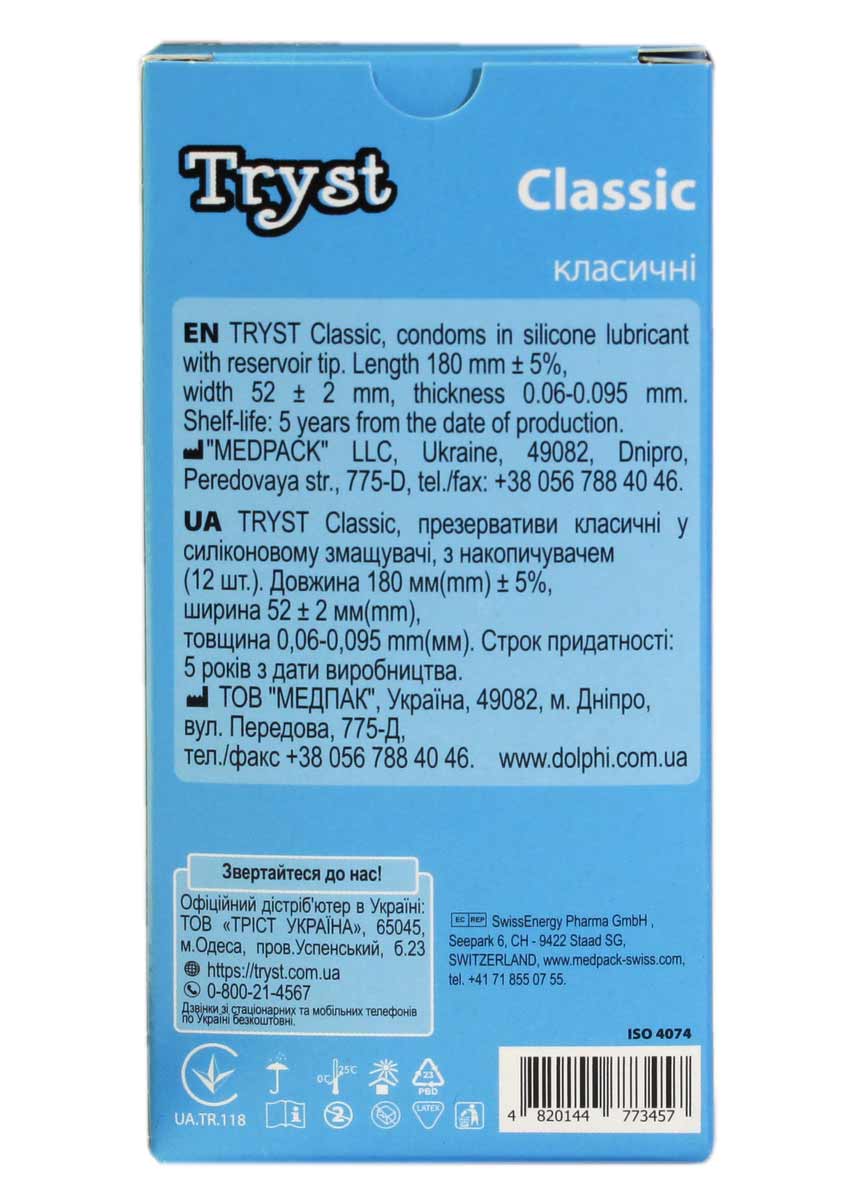 Tryst
Classic
класичні
EN TRYST Classic, condoms in silicone lubricant
with reservoir tip. Length 180 mm ± 5%,
width 52 ± 2 mm, thickness 0.06-0.095 mm.
Shelf-life: 5 years from the date of production.
"MEDPACK" LLC, Ukraine, 49082, Dnipro,
Peredovaya str., 775-D, tel./fax: +38 056 788 40 46.
UA TRYST Classic, презервативи класичні у
силіконовому змащувачі, з накопичувачем
(12 шт.). Довжина 180 мм(mm) ± 5%,
ширина 52 ± 2 мм(mm),
товщина 0,06-0,095 mm(мм). Строк придатності:
5 років з дати виробництва.
ТОВ "МЕДПАК", Україна, 49082, м. Дніпро,
вул. Передова, 775-Д,
тел./факс +38 056 788 40 46. www.dolphi.com.ua
Звертайтеся до нас!
Офіційний дістриб'ютер в Україні:
ТОВ «ТРІСТ УКРАЇНА», 65045,
м.Одеса, пров.Успенський, б.23
https://tryst.com.ua
0-800-21-4567
Дзвінки зі стаціонарних та мобільних телефонів
по Україні безкоштовні.
EC REP SwissEnergy Pharma GmbH ,
Seepark 6, CH - 9422 Staad SG,
SWITZERLAND, www.medpack-swiss.com,
tel. +41 71 855 07 55.
ISO 4074
UA.TR.118
0°C 25°C
23
PBD
2
LATEX
4 820144 773457